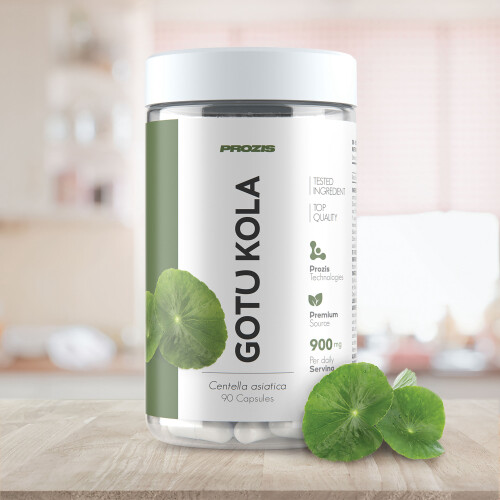 PROZIS
GOTU KOLA
Centella asiatica
90 Capsules
TESTED
INGREDIENT
TOP
QUALITY
Prozis
Technologies
Premium
Source
900mg
Per daily
Serving